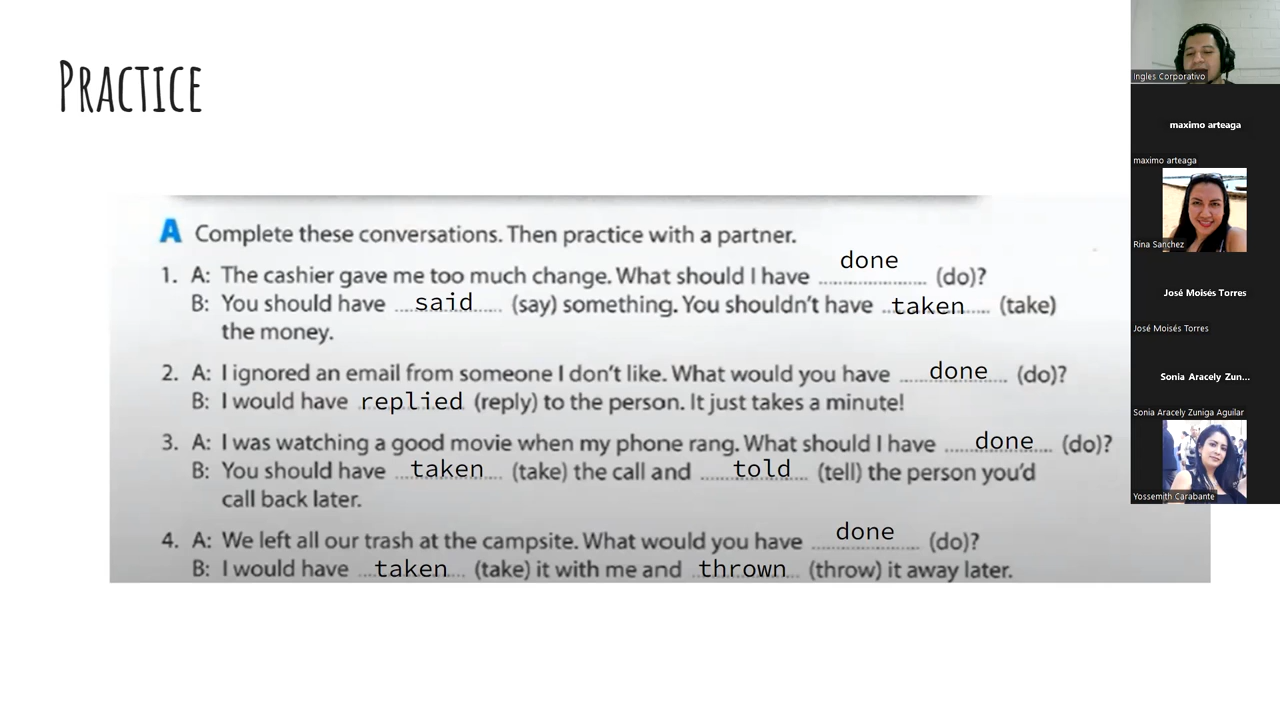 PRACTICE
A Complete these conversations. Then practice with a partner.
1. A: The cashier gave me too much change. What should I have done (do)?
B: You should have said (say) something. You shouldn't have taken (take)
the money.
2. A: I ignored an email from someone I don't like. What would you have done (do)?
B: I would have replied (reply) to the person. It just takes a minute!
3. A: I was watching a good movie when my phone rang. What should I have done (do)?
B: You should have taken (take) the call and told (tell) the person you'd
call back later.
4. A: We left all our trash at the campsite. What would you have done (do)?
B: I would have taken (take) it with me and thrown (throw) it away later.
Ingles Corporativo
maximo arteaga
maximo arteaga
Rina Sanchez
José Moisés Torres
José Moisés Torres
Sonia Aracely Zun...
Sonia Aracely Zuniga Aguilar
Yossemith Carabante